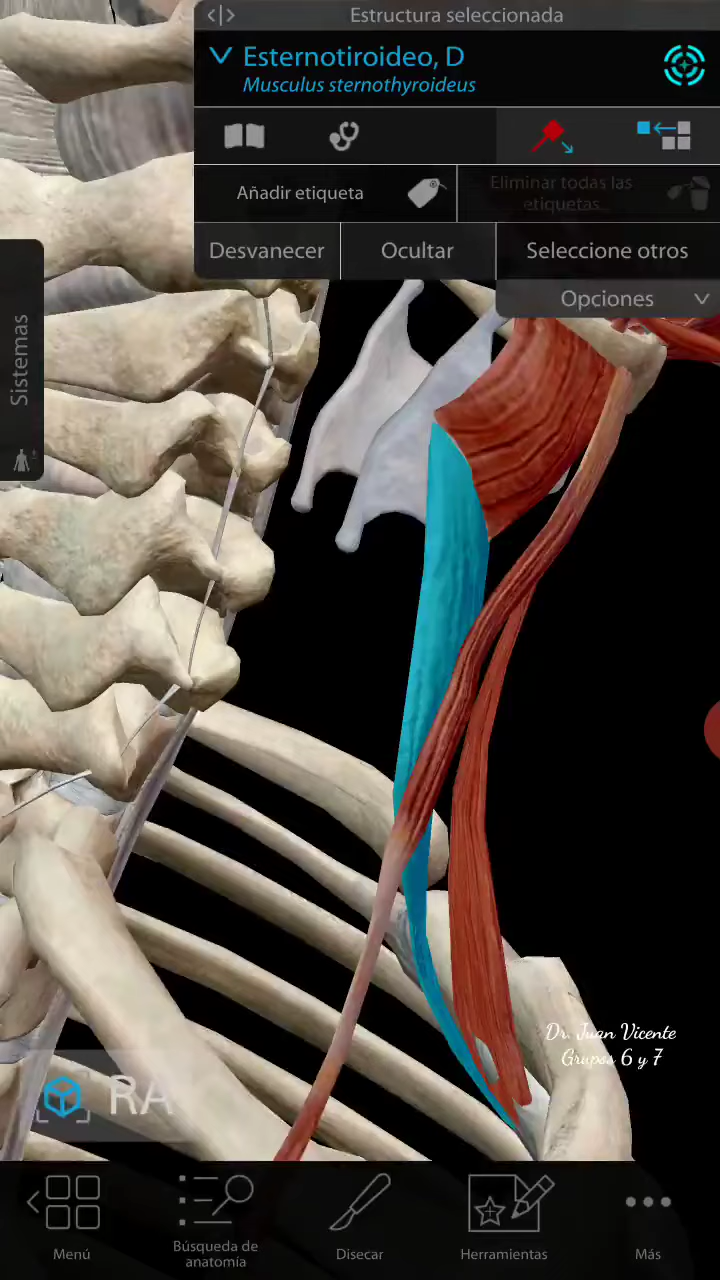 Estructura seleccionada
Esternotiroideo, D
Musculus sternothyroideus
Añadir etiqueta
Eliminar todas las
etiquetas...
Desvanecer
Ocultar
Seleccione otros
Opciones
Sistemas
Dr. Juan Vicente
Grupos 6 y 7
RA
Menú
Búsqueda de
anatomía
Disecar
Herramientas
Más